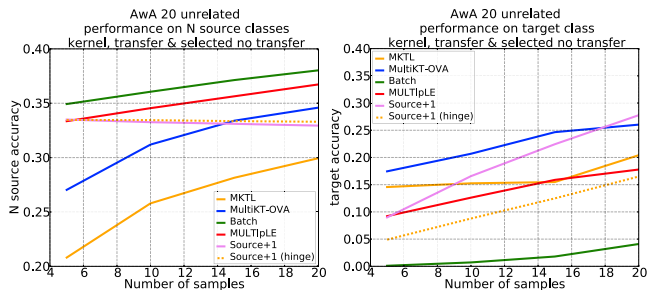 AwA 20 unrelated
performance on N source classes
kernel, transfer & selected no transfer
0.40
0.35
0.30
0.25
0.20
N source accuracy
4 6 8 10 12 14 16 18 20
Number of samples
MKTL
MultiKT-OVA
Batch
MULTIpLE
Source+1
Source+1 (hinge)
AwA 20 unrelated
performance on target class
kernel, transfer & selected no transfer
MKTL
MultiKT-OVA
Batch
MULTIpLE
Source+1
Source+1 (hinge)
0.40
0.35
0.30
0.25
0.20
0.15
0.10
0.05
0.00
target accuracy
4 6 8 10 12 14 16 18 20
Number of samples